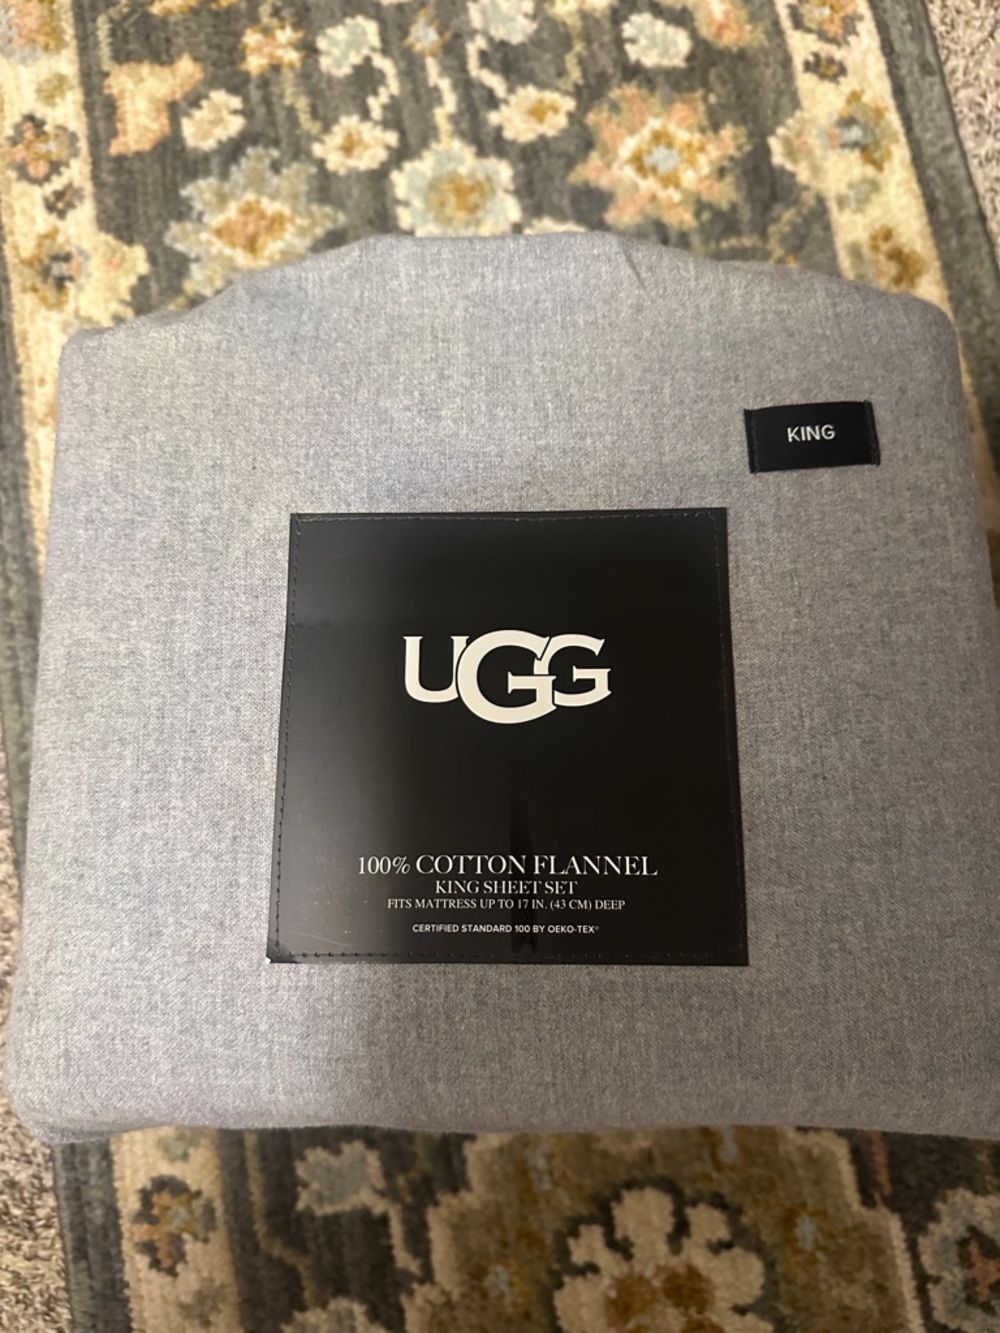 KING
UGG
100% COTTON FLANNEL
KING SHEET SET
FITS MATTRESS UP TO 17 IN. (43 CM) DEEP
CERTIFIED STANDARD 100 BY OEKO-TEX®